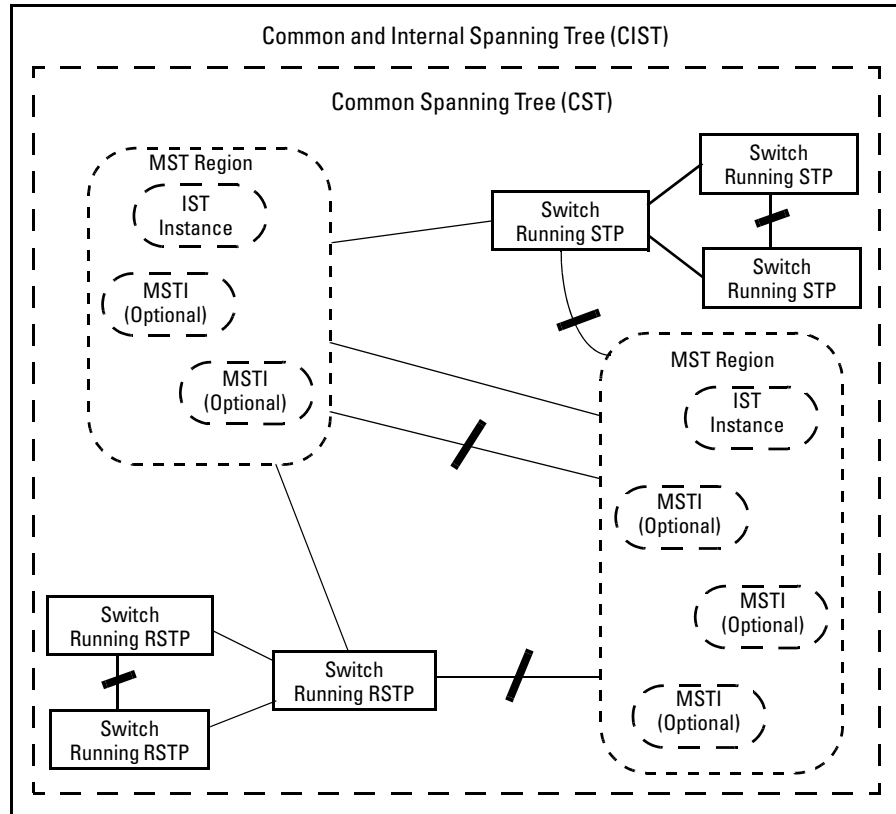 Common and Internal Spanning Tree (CIST)
Common Spanning Tree (CST)
MST Region
IST
Instance
MSTI
(Optional)
MSTI
(Optional)
Switch
Running STP
Switch
Running STP
Switch
Running STP
MST Region
IST
Instance
MSTI
(Optional)
MSTI
(Optional)
MSTI
(Optional)
Switch
Running RSTP
Switch
Running RSTP
Switch
Running RSTP